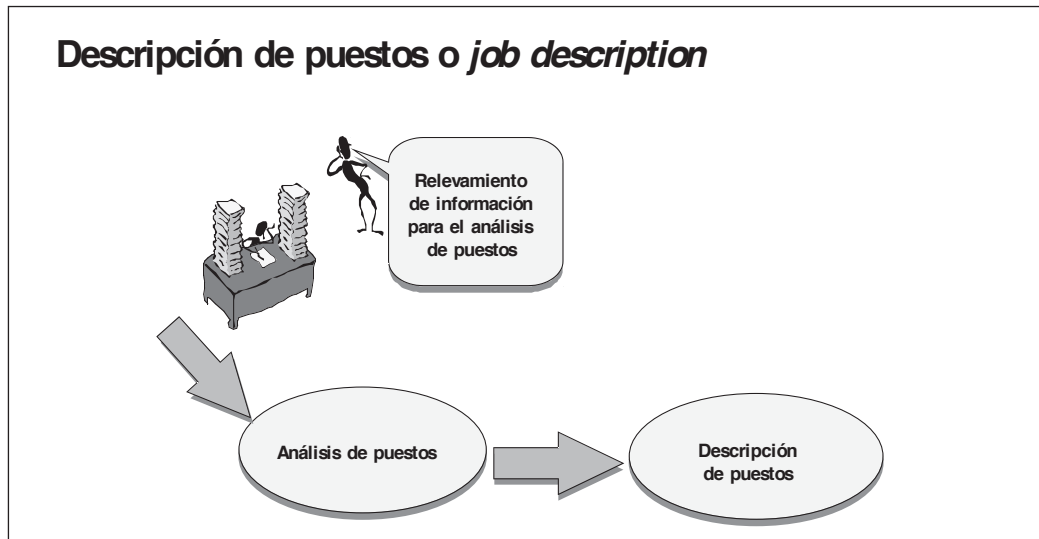 Descripción de puestos o job description
Relevamiento
de información
para el análisis
de puestos
Análisis de puestos
Descripción
de puestos